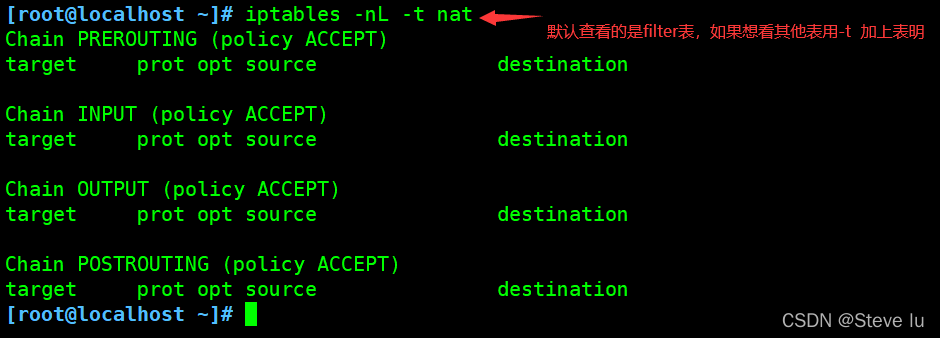 [root@localhost ~]# iptables -nL -t nat
默认查看的是filter表，如果想看其他表用-t 加上表明
Chain PREROUTING (policy ACCEPT)
target prot opt source destination
Chain INPUT (policy ACCEPT)
target prot opt source destination
Chain OUTPUT (policy ACCEPT)
target prot opt source destination
Chain POSTROUTING (policy ACCEPT)
target prot opt source destination
[root@localhost ~]#
CSDN @Steve lu